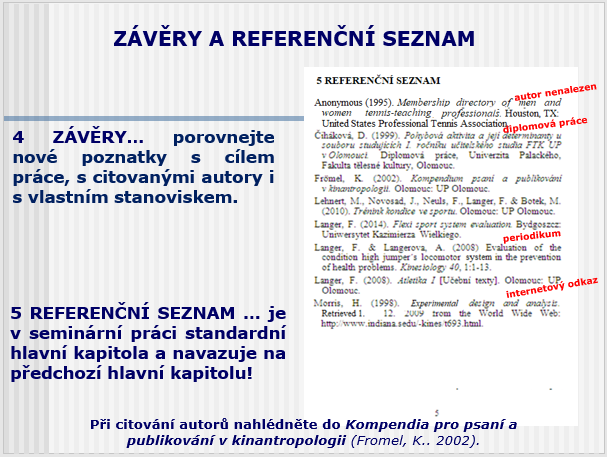 ZÁVĚRY A REFERENČNÍ SEZNAM
4 ZÁVĚRY... porovnejte
nové poznatky s cílem
práce, s citovanými autory i
s vlastním stanoviskem.
5 REFERENČNÍ SEZNAM ... je
v seminární práci standardní
hlavní kapitola a navazuje na
předchozí hlavní kapitolu!
5 REFERENČNÍ SEZNAM
autor nenalezen
Anonymous (1995). Membership directory of men and
women tennis-teaching professionals. Houston, TX:
United States Professional Tennis Association.
diplomová práce
Čiháková, D. (1999). Pohybová aktivita a její determinanty u
souboru studujících 1. ročníku učitelského studia FTK UP
v Olomouci. Diplomová práce, Univerzita Palackého,
Fakulta tělesné kultury, Olomouc.
Frömel, K. (2002). Kompendium psaní a publikování
v kinantropologii. Olomouc: UP Olomouc.
Lehnert, M., Novosad, J., Neuls, F., Langer, F. & Botek, M.
(2010). Trénink kondice ve sportu. Olomouc: UP Olomouc.
Langer, F. (2014). Flexi sport system evaluation. Bydgoszcz:
Uniwersytet Kazimierza Wielkiego.
periodikum
Langer, F. & Langerova, A. (2008) Evaluation of the
condition high jumper´s locomotor system in the prevention
of health problems. Kinesiology 40, 1:1-13.
Langer, F. (2008). Atletika I [Učební texty]. Olomouc: UP
Olomouc.
internetový odkaz
Morris, H. (1998). Experimental design and analysis.
Retrieved 1. 12. 2009 from the World Wide Web:
http://www.indiana.sedu/-kines/t693.html.
5
Při citování autorů nahlédněte do Kompendia pro psaní a
publikování v kinantropologii (Fromel, K.. 2002).